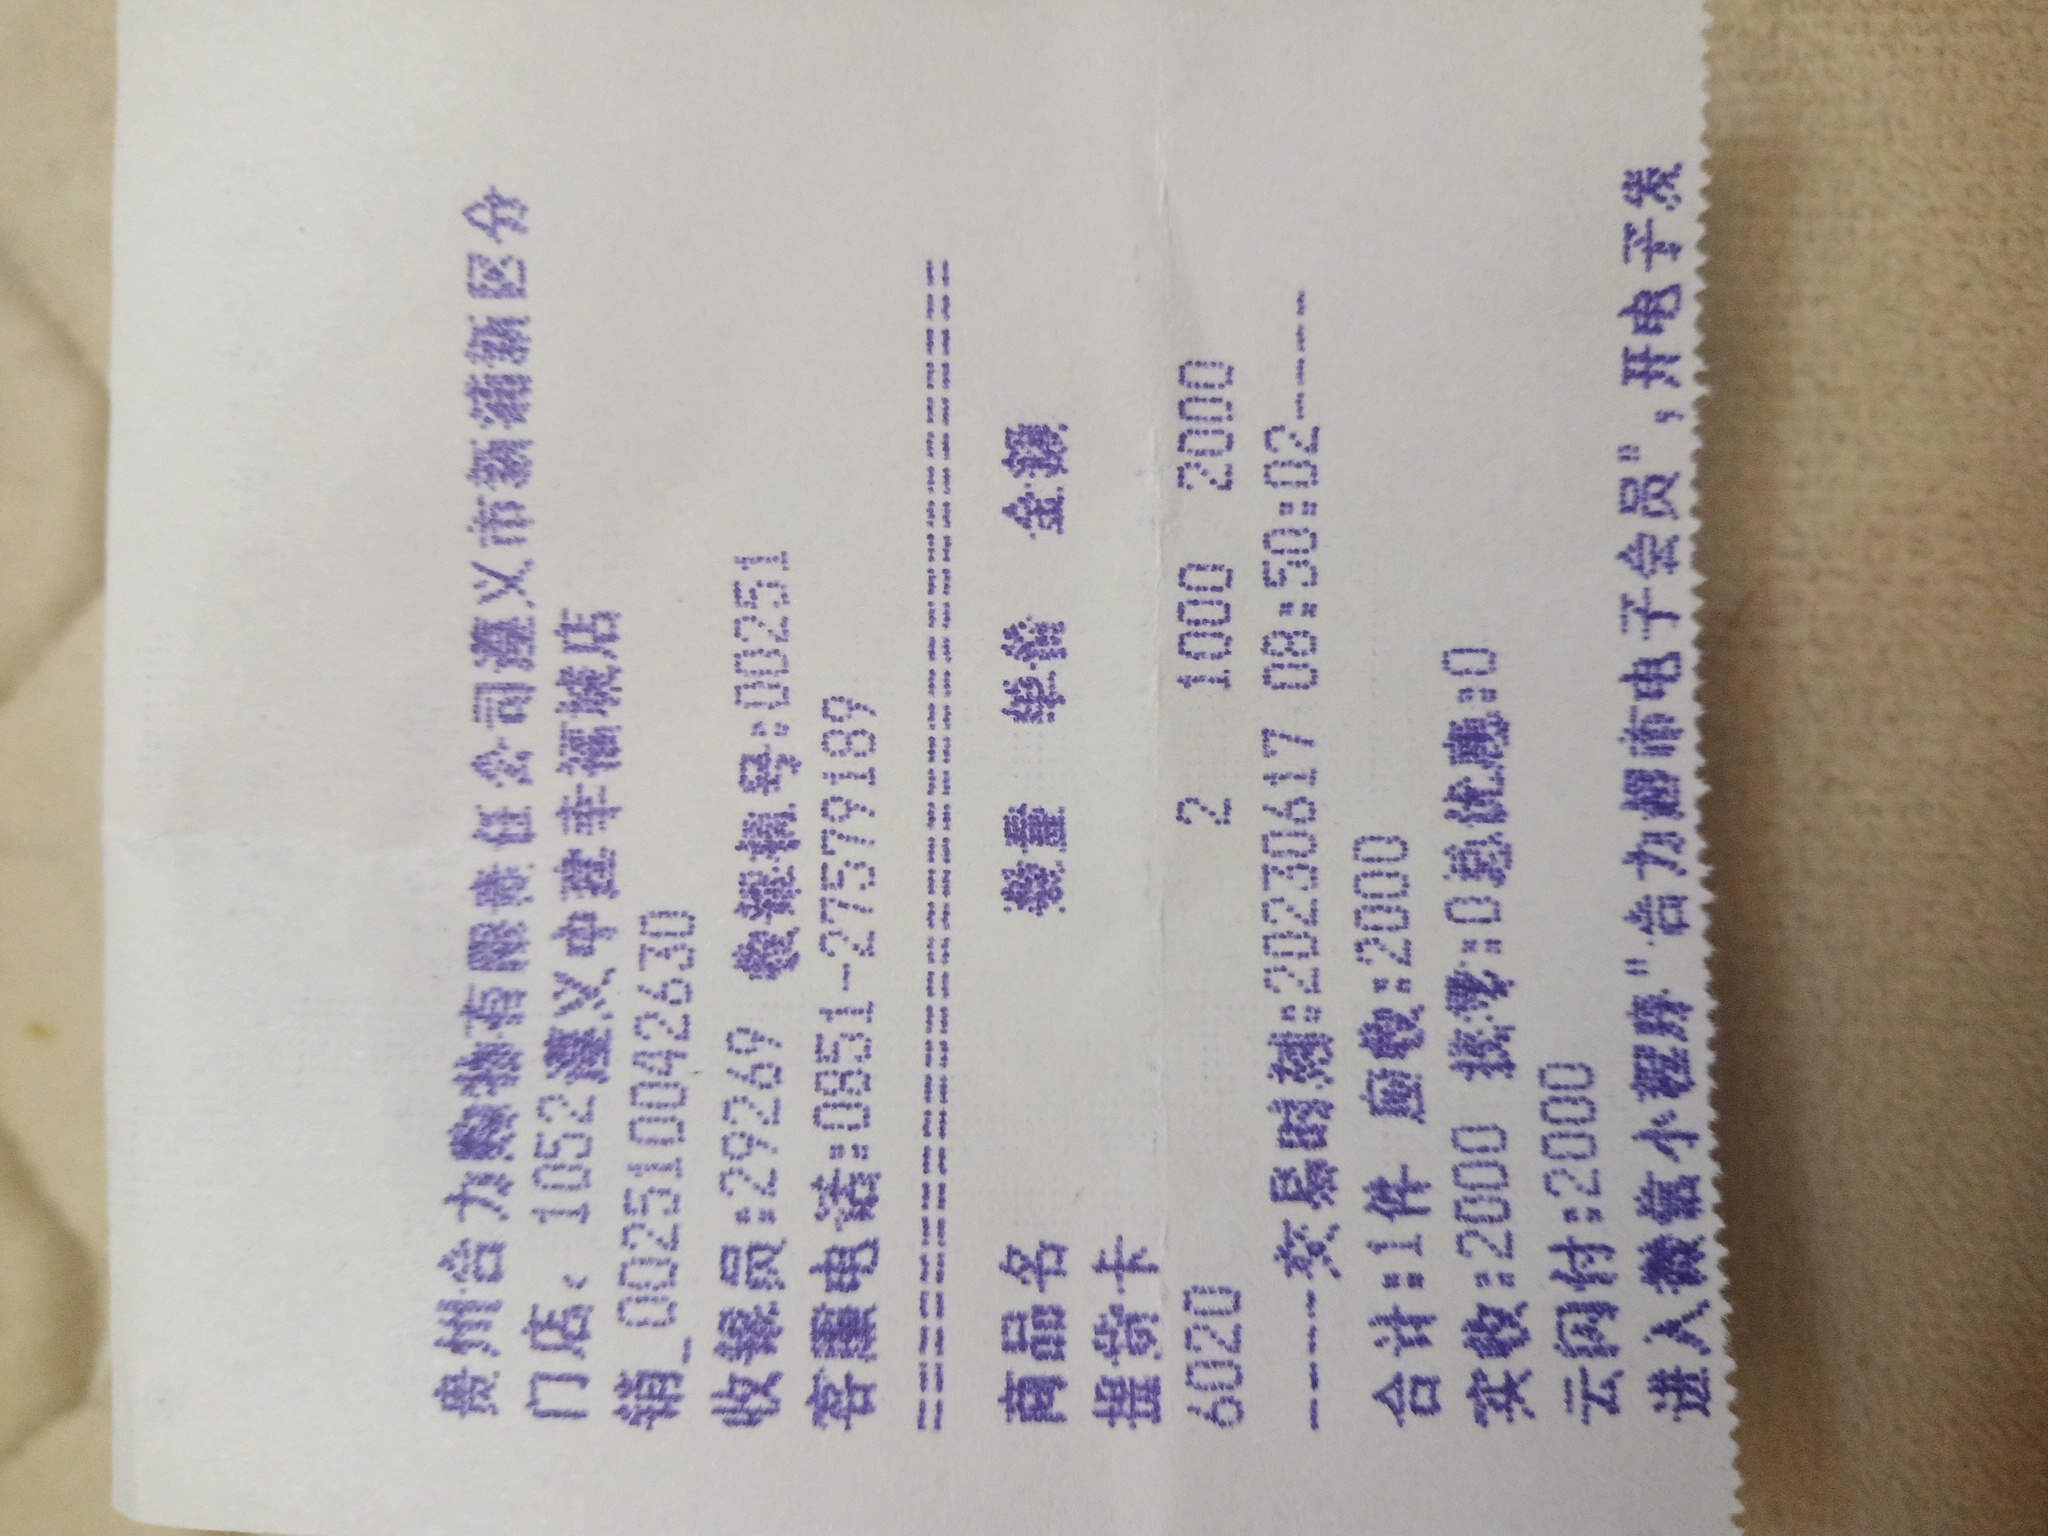 贵州合力购物有限责任公司遵义市新蒲新区分
门店: 1052遵义中建幸福城店
销_002510042630
收银员:29269 收银机号:00251
客服电话:0851-27579189
================================
商品名 数量 单价 金额
提货卡
6020 2 1000 2000
----交易时刻:20230617 08:50:02----
合计:1件 应收:2000
实收:2000 找零:0总优惠:0
云网付:2000
进入微信小程序"合力超市电子会员",开电子发